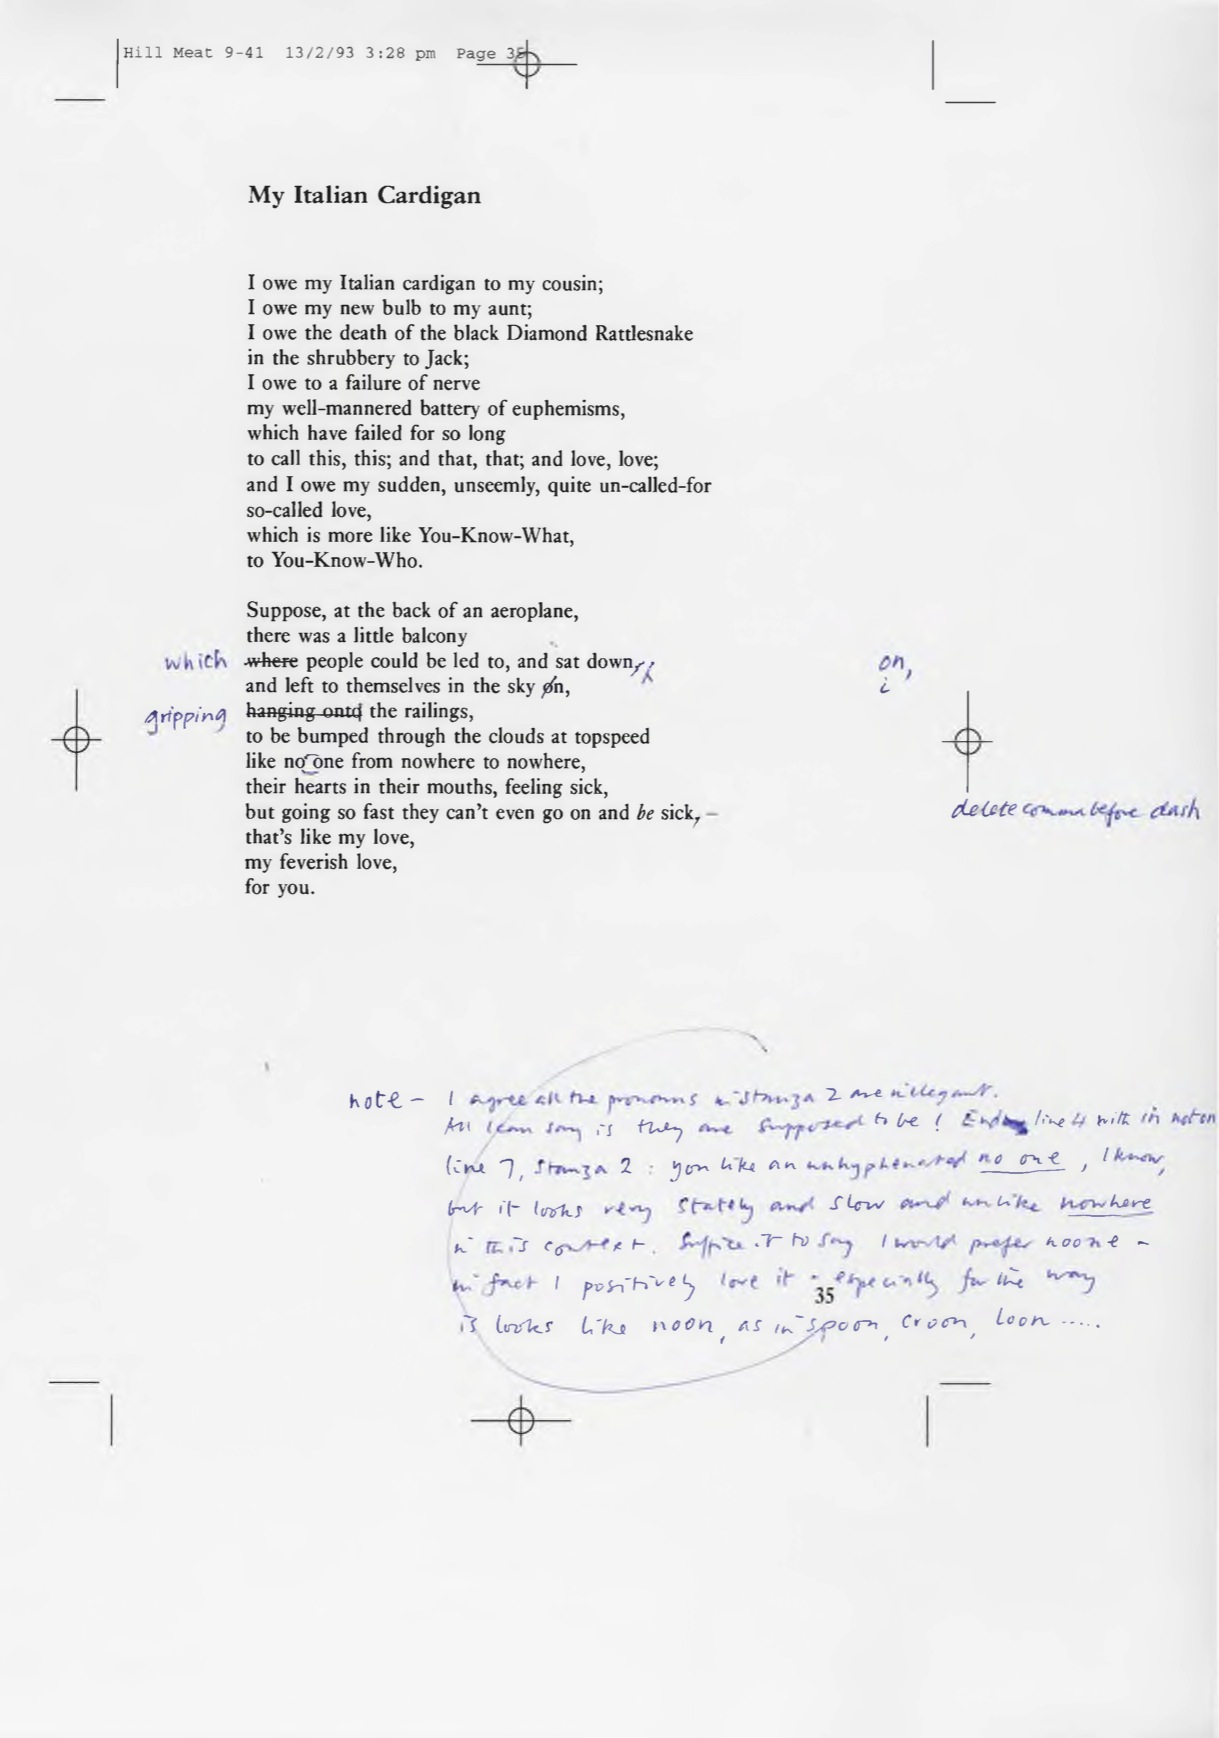 Hill Meat 9-41 13/2/93 3:28 pm Page 35
My Italian Cardigan
I owe my Italian cardigan to my cousin;
I owe my new bulb to my aunt;
I owe the death of the black Diamond Rattlesnake
in the shrubbery to Jack;
I owe to a failure of nerve
my well-mannered battery of euphemisms,
which have failed for so long
to call this, this; and that, that; and love, love;
and I owe my sudden, unseemly, quite un-called-for
so-called love,
which is more like You-Know-What,
to You-Know-Who.
Suppose, at the back of an aeroplane,
there was a little balcony
which where people could be led to, and sat down, on,
and left to themselves in the sky on, i
gripping hanging onto the railings,
to be bumped through the clouds at topspeed
like no one from nowhere to nowhere,
their hearts in their mouths, feeling sick,
but going so fast they can't even go on and be sick, – delete comma before dash
that's like my love,
my feverish love,
for you.
note – I agree all the pronouns in Stanza 2 are inelegant.
All I can say is they are supposed to be! End line 4 with in not on
line 7, Stanza 2: you like an unhyphenated no one, I know,
but it looks very stately and slow and unlike nowhere
in this context. Suffice it to say I would prefer noone –
in fact I positively love it - especially for the way
is looks like noon, as in spoon, croon, loon.....
35